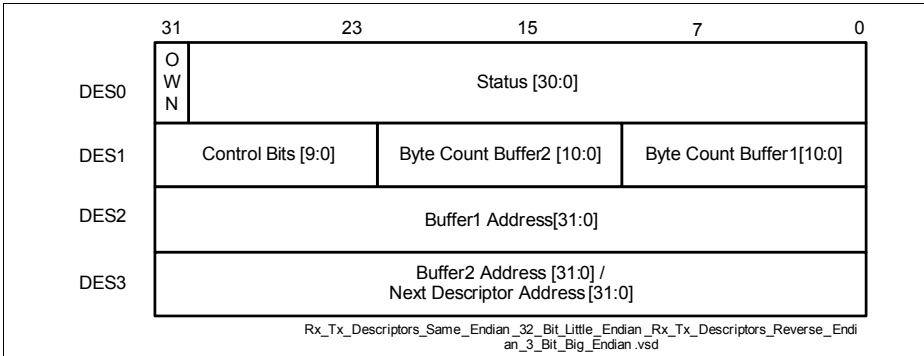 31 23 15 7 0
O
W
N
DES0 Status [30:0]
DES1 Control Bits [9:0] Byte Count Buffer2 [10:0] Byte Count Buffer1[10:0]
DES2 Buffer1 Address[31:0]
DES3 Buffer2 Address [31:0] /
Next Descriptor Address [31:0]
Rx_Tx_Descriptors_Same_Endian_32_Bit_Little_Endian_Rx_Tx_Descriptors_Reverse_Endi
an_3_Bit_Big_Endian.vsd